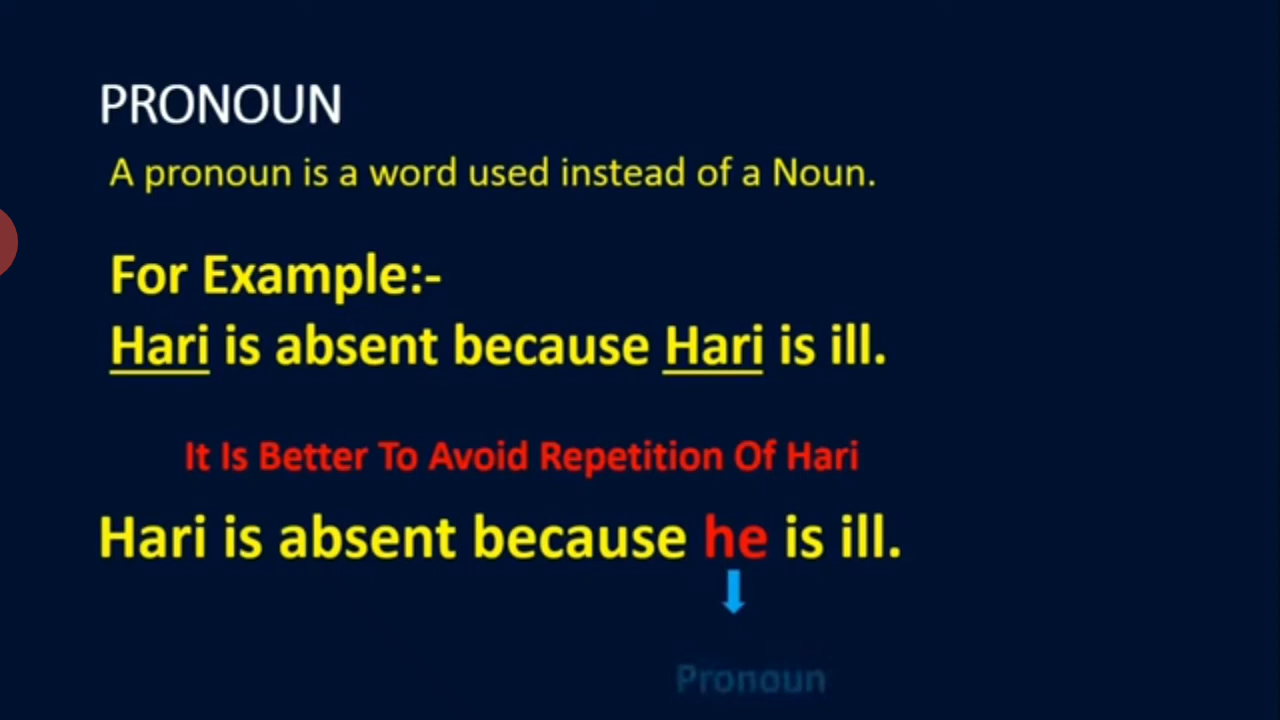 PRONOUN
A pronoun is a word used instead of a Noun.
For Example:-
Hari is absent because Hari is ill.
It Is Better To Avoid Repetition Of Hari
Hari is absent because he is ill.
Pronoun